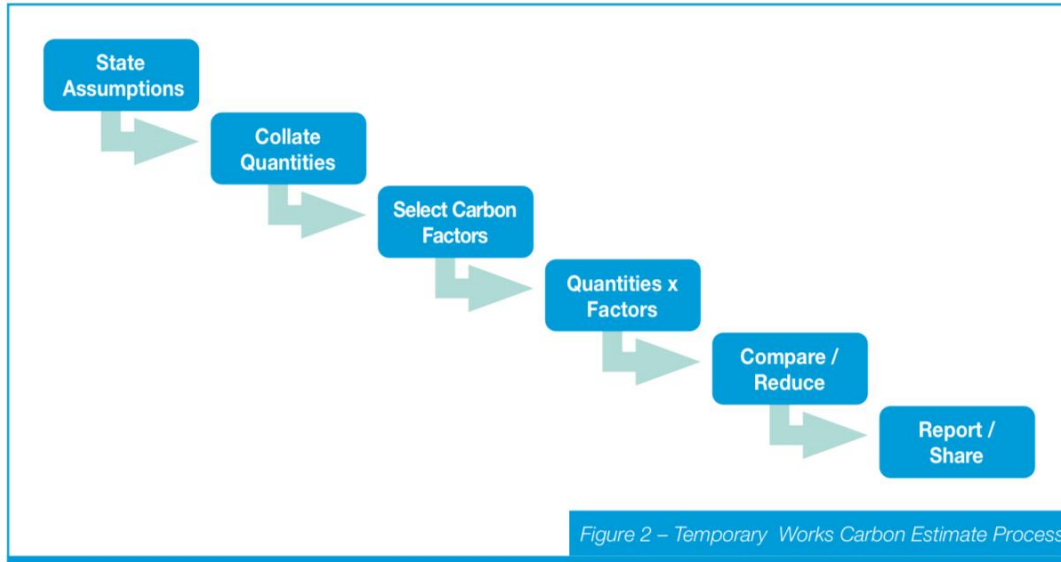 State
Assumptions
Collate
Quantities
Select Carbon
Factors
Quantities x
Factors
Compare /
Reduce
Report /
Share
Figure 2 – Temporary Works Carbon Estimate Process